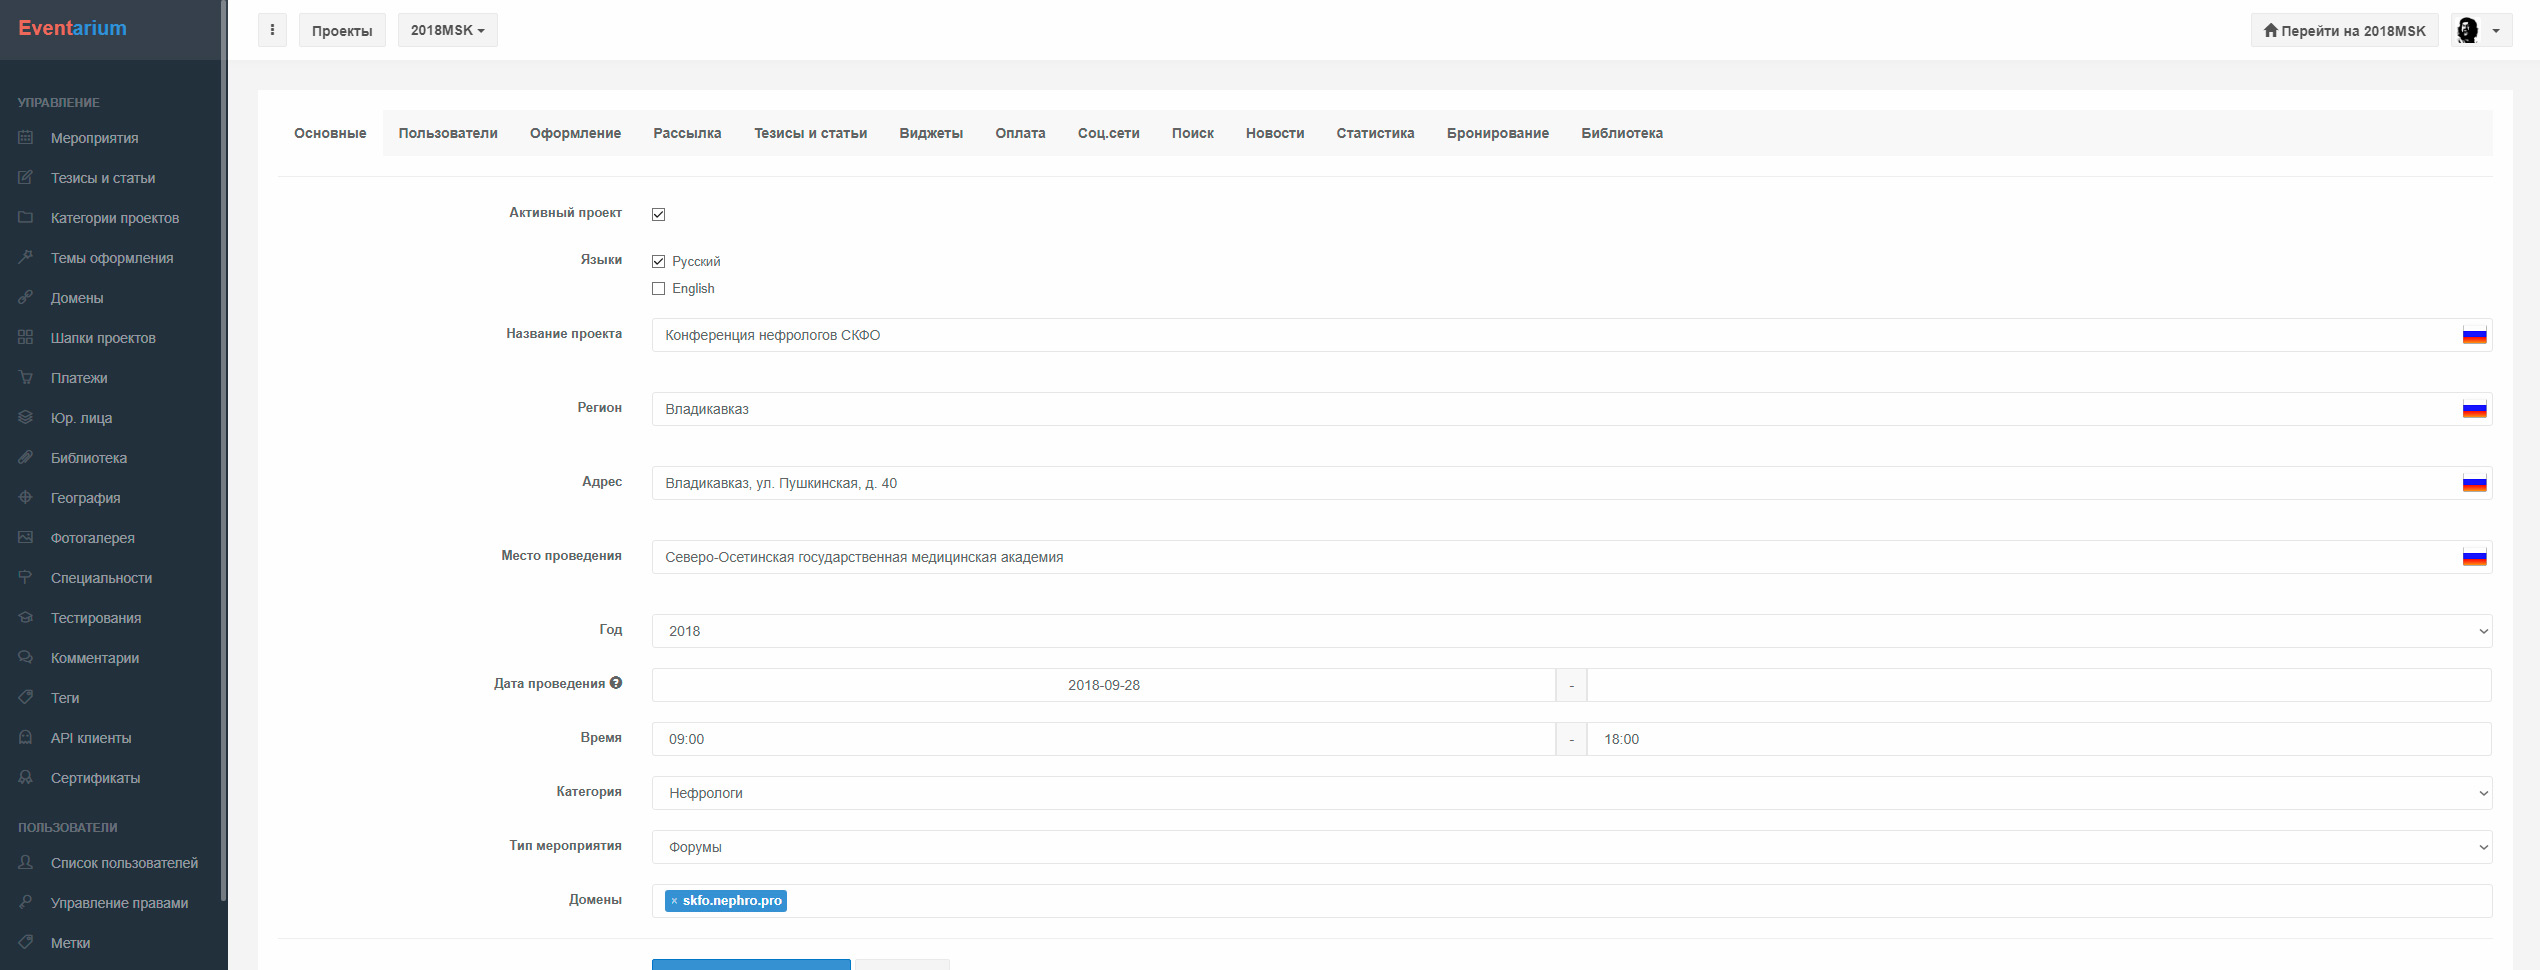 Eventarium
Проекты
2018MSK
Перейти на 2018MSK
УПРАВЛЕНИЕ
Мероприятия
Тезисы и статьи
Категории проектов
Темы оформления
Домены
Шапки проектов
Платежи
Юр. лица
Библиотека
География
Фотогалерея
Специальности
Тестирования
Комментарии
Теги
API клиенты
Сертификаты
ПОЛЬЗОВАТЕЛИ
Список пользователей
Управление правами
Метки
Основные Пользователи Оформление Рассылка Тезисы и статьи Виджеты Оплата Соц.сети Поиск Новости Статистика Бронирование Библиотека
Активный проект
Языки Русский
English
Название проекта Конференция нефрологов СКФО
Регион Владикавказ
Адрес Владикавказ, ул. Пушкинская, д. 40
Место проведения Северо-Осетинская государственная медицинская академия
Год 2018
Дата проведения 2018-09-28 -
Время 09:00 - 18:00
Категория Нефрологи
Тип мероприятия Форумы
Домены × skfo.nephro.pro